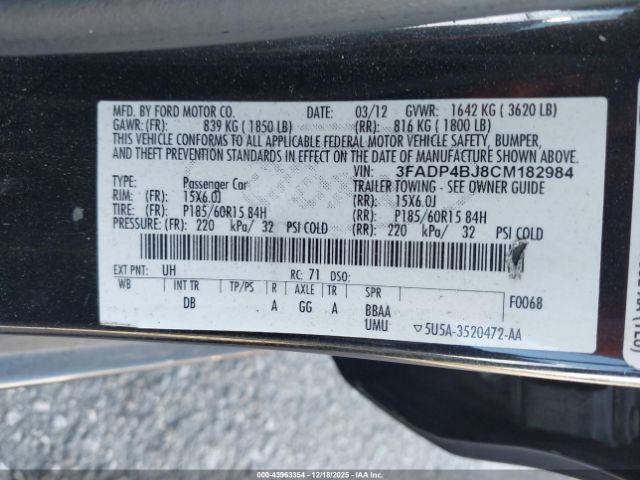 MFD. BY FORD MOTOR CO. DATE: 03/12 GVWR: 1642 KG ( 3620 LB)
GAWR: (FR): 839 KG ( 1850 LB) (RR): 816 KG ( 1800 LB)
THIS VEHICLE CONFORMS TO ALL APPLICABLE FEDERAL MOTOR VEHICLE SAFETY, BUMPER,
AND THEFT PREVENTION STANDARDS IN EFFECT ON THE DATE OF MANUFACTURE SHOWN ABOVE.
VIN: 3FADP4BJ8CM182984
TYPE: Passenger Car TRAILER TOWING - SEE OWNER GUIDE
RIM: (FR): 15X6.0J (RR): 15X6.0J
TIRE: (FR): P185/60R15 84H (RR): P185/60R15 84H
PRESSURE: (FR): 220 kPa/ 32 PSI COLD (RR): 220 kPa/ 32 PSI COLD
EXT PNT: UH RC: 71 DSO:
WB INT TR TP/PS R AXLE TR SPR F0068
DB A GG A BBAA
UMU ▽5U5A-3520472-AA
000-43963354 | 12/18/2025 - COPART